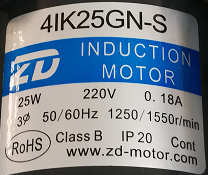 4IK25GN-S
ZD INDUCTION
MOTOR
25W 220V 0.18A
3Ø 50/60Hz 1250/1550r/min
RoHS Class B IP 20 Cont
www.zd-motor.com